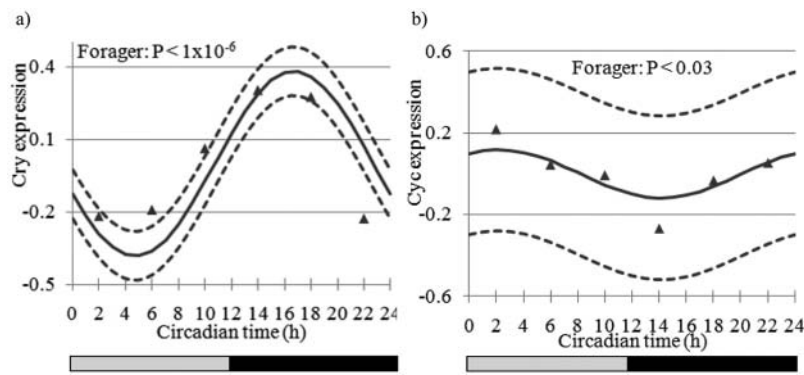 a)
Forager: P < 1x10-6
0.4
0.1
-0.2
-0.5
Cry expression
0 2 4 6 8 10 12 14 16 18 20 22 24
Circadian time (h)
b)
Forager: P < 0.03
0.6
0.2
-0.2
-0.6
Cyc expression
0 2 4 6 8 10 12 14 16 18 20 22 24
Circadian time (h)